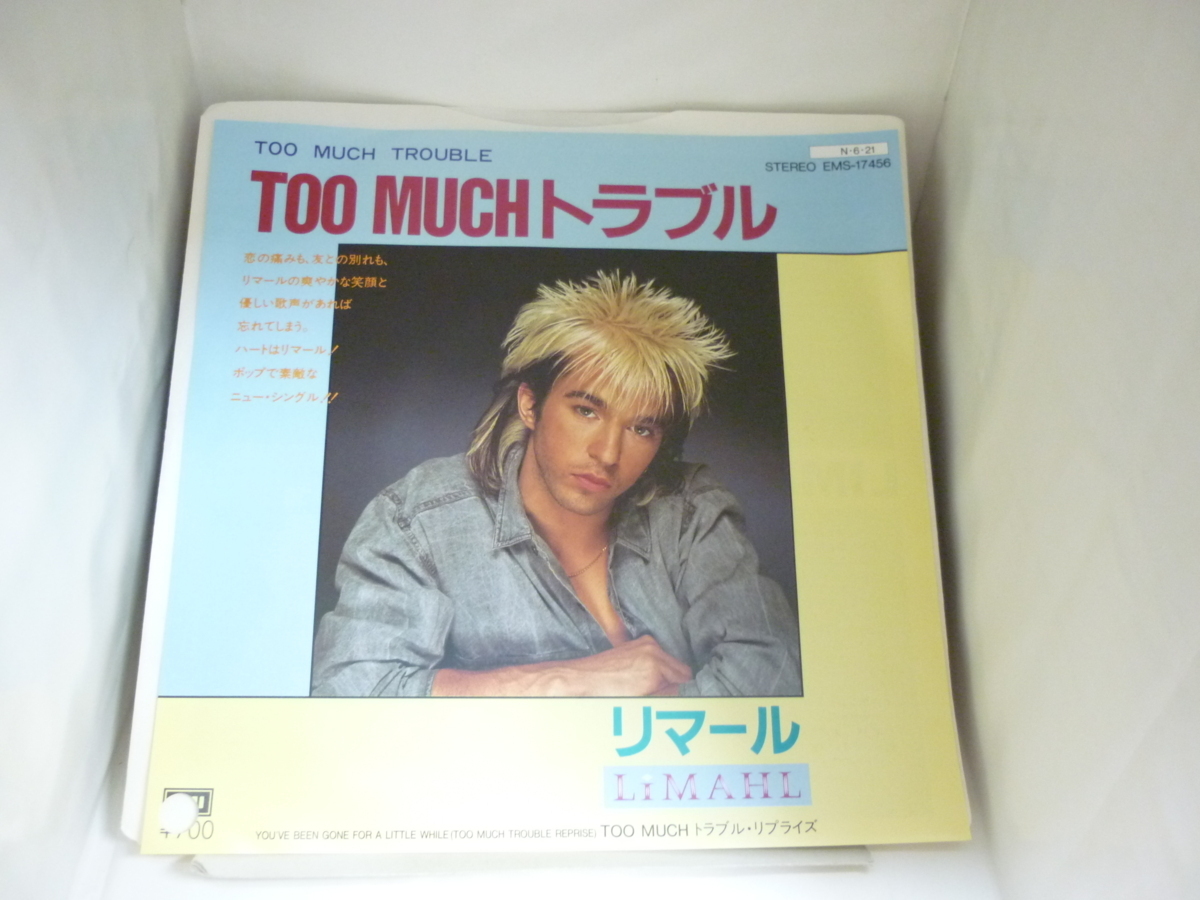 TOO MUCH TROUBLE
N・6・21
STEREO EMS-17456
TOO MUCHトラブル
恋の痛みも、友との別れも、
リマールの爽やかな笑顔と
優しい歌声があれば
忘れてしまう。
ハートはリマール!
ポップで素敵な
ニュー・シングル!!
リマール
LiMAHL
YOU'VE BEEN GONE FOR A LITTLE WHILE (TOO MUCH TROUBLE REPRISE) TOO MUCH トラブル・リプライズ